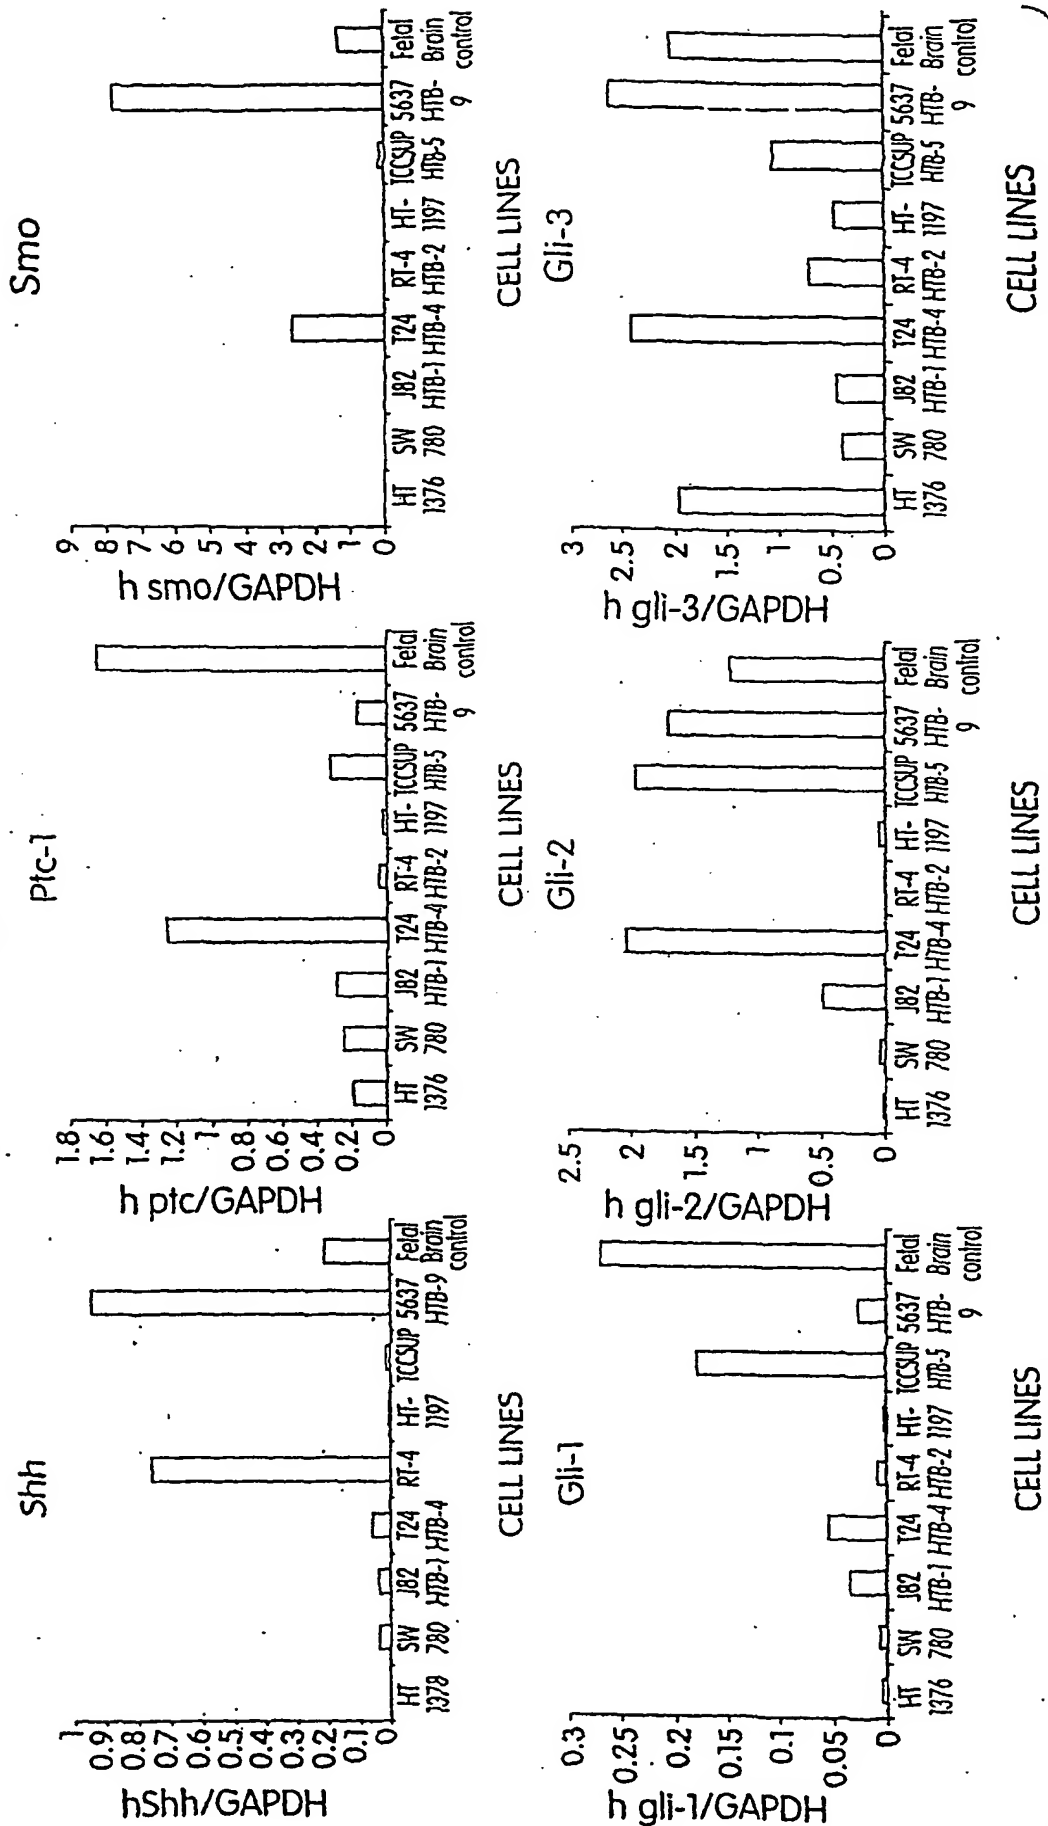 Shh
hShh/GAPDH
1
0.9
0.8
0.7
0.6
0.5
0.4
0.3
0.2
0.1
0
HT SW J82 T24 RT-4 HT- TCCSUP 5637 Fetal
1378 780 HTB-1 HTB-4 1197 HTB-9 Brain
control
CELL LINES
Ptc-1
h ptc/GAPDH
1.8
1.6
1.4
1.2
1
0.8
0.6
0.4
0.2
0
HT SW J82 T24 RT-4 HT- TCCSUP 5637 Fetal
1376 780 HTB-1 HTB-4 HTB-2 1197 HTB-5 HTB- Brain
9 control
CELL LINES
Smo
h smo/GAPDH
9
8
7
6
5
4
3
2
1
0
HT SW J82 T24 RT-4 HT- TCCSUP 5637 Fetal
1376 780 HTB-1 HTB-4 HTB-2 1197 HTB-5 HTB- Brain
9 control
CELL LINES
Gli-1
h gli-1/GAPDH
0.3
0.25
0.2
0.1
0.05
0
HT SW J82 T24 RT-4 HT- TCCSUP 5637 Fetal
1376 780 HTB-1 HTB-4 HTB-2 1197 HTB-5 HTB- Brain
9 control
CELL LINES
Gli-2
h gli-2/GAPDH
2.5
2
1.5
1
0.5
0
HT SW J82 T24 RT-4 HT- TCCSUP 5637 Fetal
1376 780 HTB-1 HTB-4 HTB-2 1197 HTB-5 HTB- Brain
9 control
CELL LINES
Gli-3
h gli-3/GAPDH
3
2.5
2
1.5
1
0.5
0
HT SW J82 T24 RT-4 HT- TCCSUP 5637 Fetal
1376 780 HTB-1 HTB-4 HTB-2 1197 HTB-5 HTB- Brain
9 control
CELL LINES